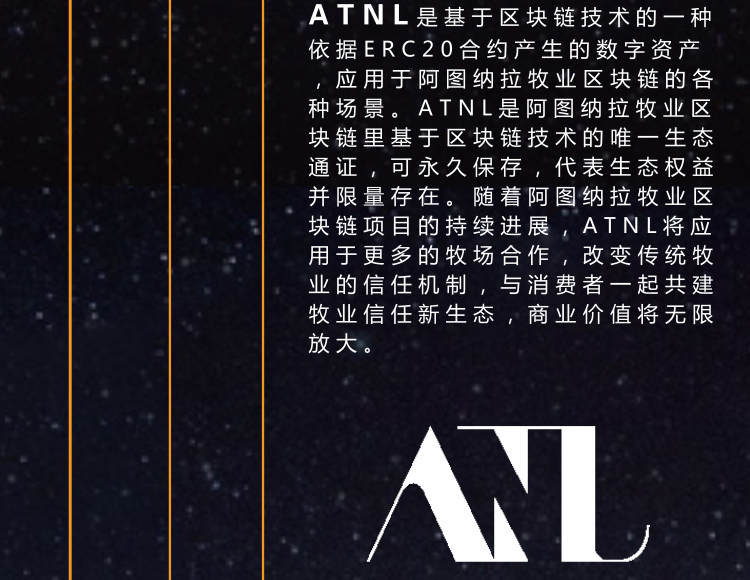 ATNL是基于区块链技术的一种
依据ERC20合约产生的数字资产
，应用于阿图纳拉牧业区块链的各
种场景。ATNL是阿图纳拉牧业区
块链里基于区块链技术的唯一生态
通证，可永久保存，代表生态权益
并限量存在。随着阿图纳拉牧业区
块链项目的持续进展，ATNL将应
用于更多的牧场合作，改变传统牧
业的信任机制，与消费者一起共建
牧业信任新生态，商业价值将无限
放大。
ATNL